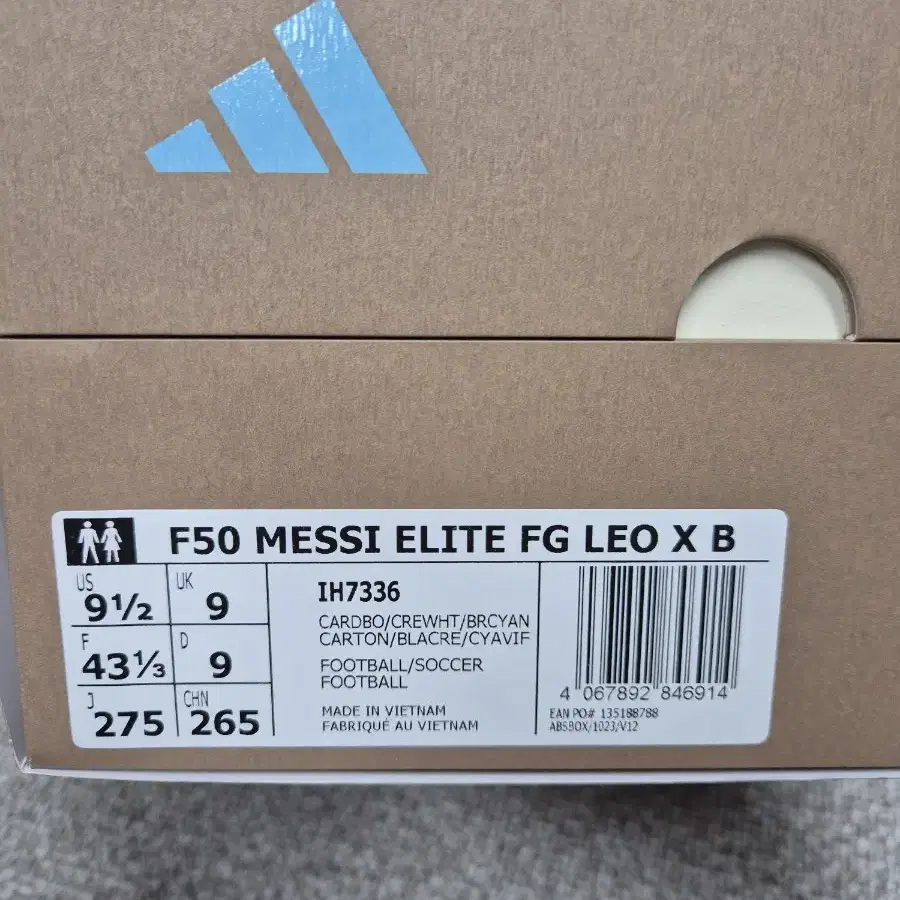 F50 MESSI ELITE FG LEO X B
US 9½ UK 9
F 43⅓ D 9
J 275 CHN 265
IH7336
CARDBO/CREWHT/BRCYAN
CARTON/BLACRE/CYAVIF
FOOTBALL/SOCCER
FOOTBALL
MADE IN VIETNAM
FABRIQUÉ AU VIETNAM
4 067892 846914
EAN PO# 135188788
ABSBOX/1023/V12